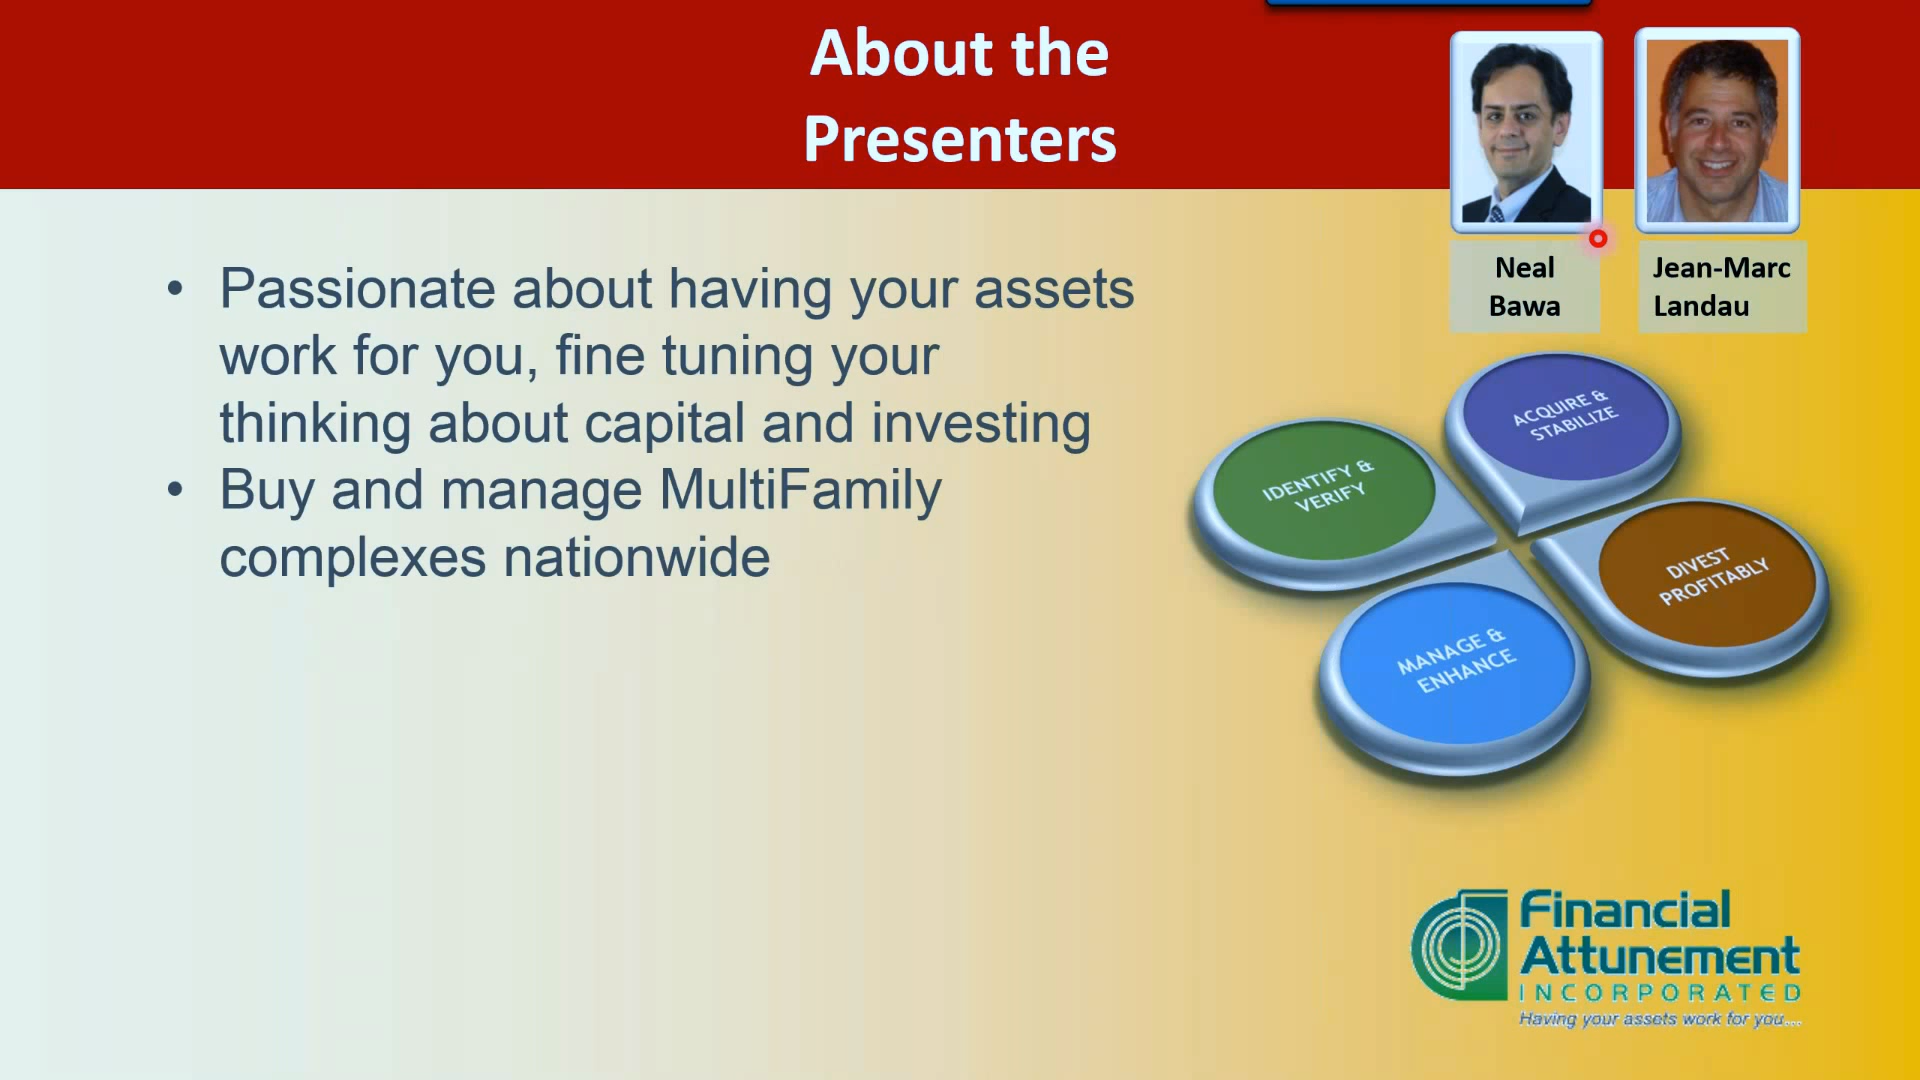 About the
Presenters
Neal
Bawa
Jean-Marc
Landau
• Passionate about having your assets
work for you, fine tuning your
thinking about capital and investing
• Buy and manage MultiFamily
complexes nationwide
ACQUIRE &
STABILIZE
IDENTIFY &
VERIFY
DIVEST
PROFITABLY
MANAGE &
ENHANCE
Financial
Attunement
INCORPORATED
Having your assets work for you...